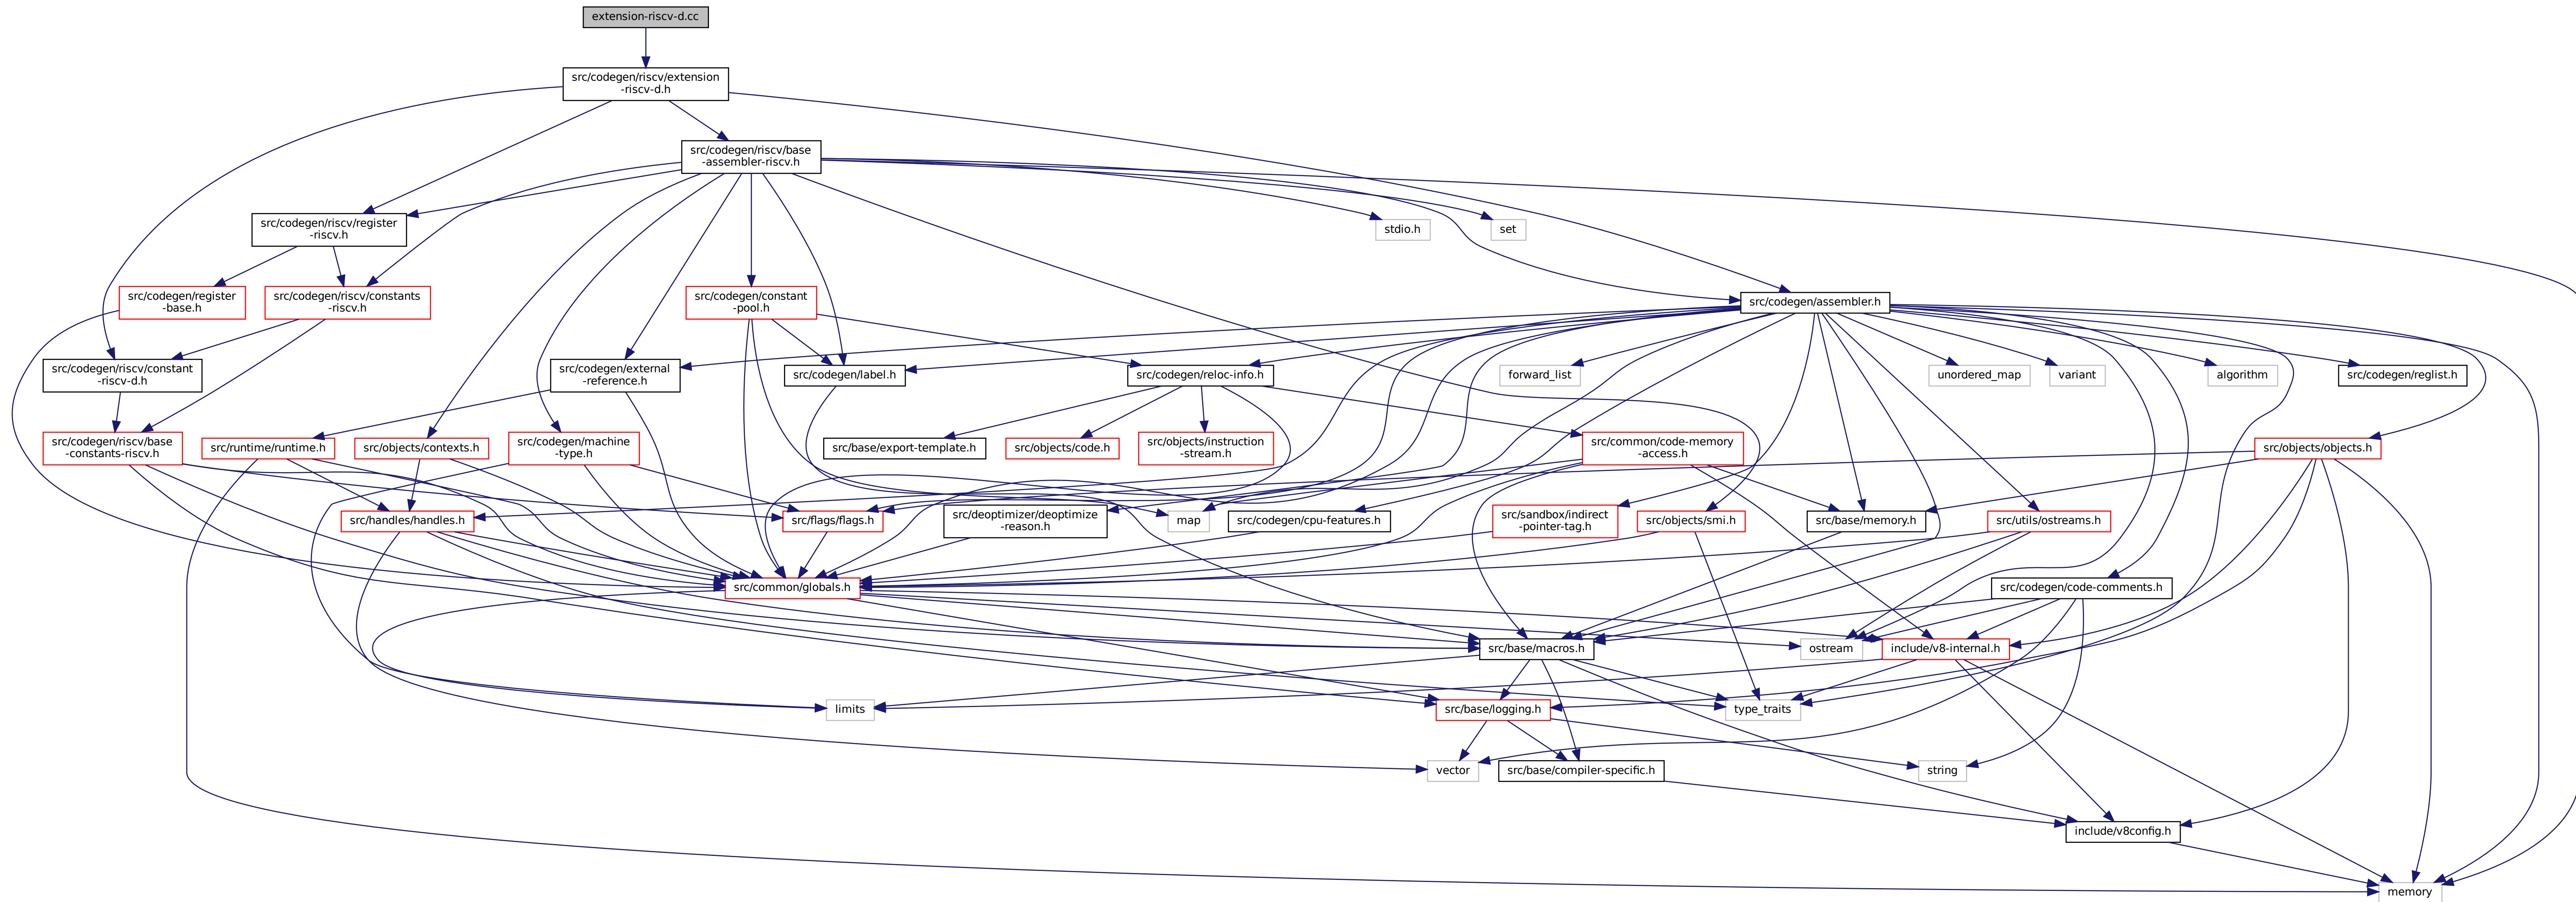 extension-riscv-d.cc
src/codegen/riscv/extension
-riscv-d.h
src/codegen/riscv/base
-assembler-riscv.h
src/codegen/riscv/register
-riscv.h
stdio.h
set
src/codegen/register
-base.h
src/codegen/riscv/constants
-riscv.h
src/codegen/constant
-pool.h
src/codegen/assembler.h
src/codegen/riscv/constant
-riscv-d.h
src/codegen/external
-reference.h
src/codegen/label.h
src/codegen/reloc-info.h
forward_list
unordered_map
variant
algorithm
src/codegen/reglist.h
src/codegen/riscv/base
-constants-riscv.h
src/runtime/runtime.h
src/objects/contexts.h
src/codegen/machine
-type.h
src/base/export-template.h
src/objects/code.h
src/objects/instruction
-stream.h
src/common/code-memory
-access.h
src/objects/objects.h
src/handles/handles.h
src/flags/flags.h
src/deoptimizer/deoptimize
-reason.h
map
src/codegen/cpu-features.h
src/sandbox/indirect
-pointer-tag.h
src/objects/smi.h
src/base/memory.h
src/utils/ostreams.h
src/common/globals.h
src/codegen/code-comments.h
src/base/macros.h
ostream
include/v8-internal.h
limits
src/base/logging.h
type_traits
vector
src/base/compiler-specific.h
string
include/v8config.h
memory